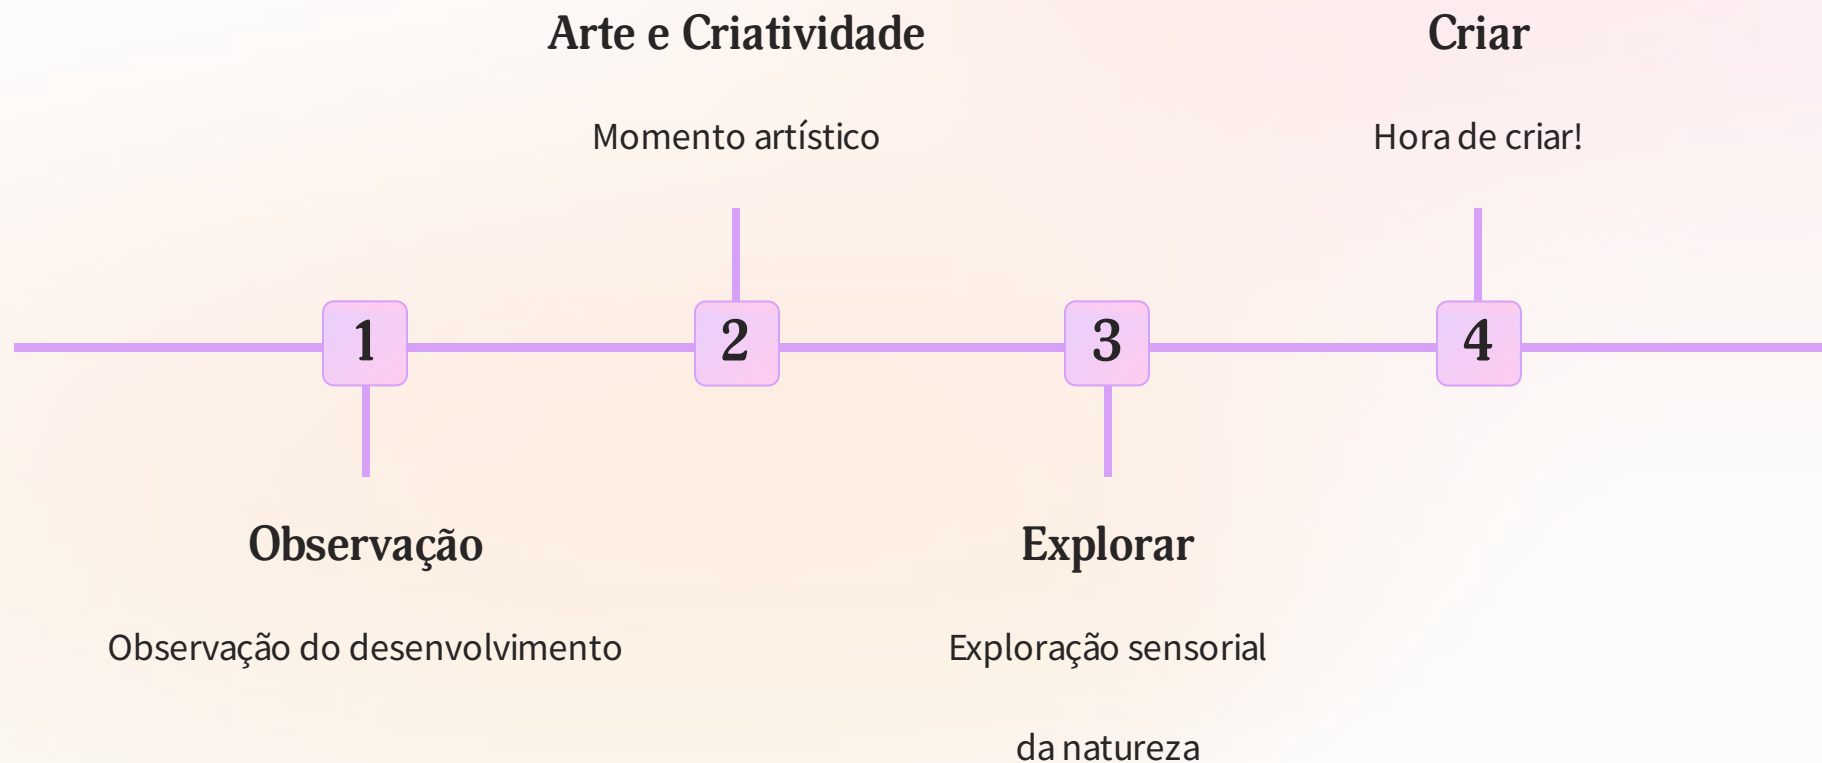 Arte e Criatividade
Momento artístico
Criar
Hora de criar!
1
2
3
4
Observação
Observação do desenvolvimento
Explorar
Exploração sensorial
da natureza